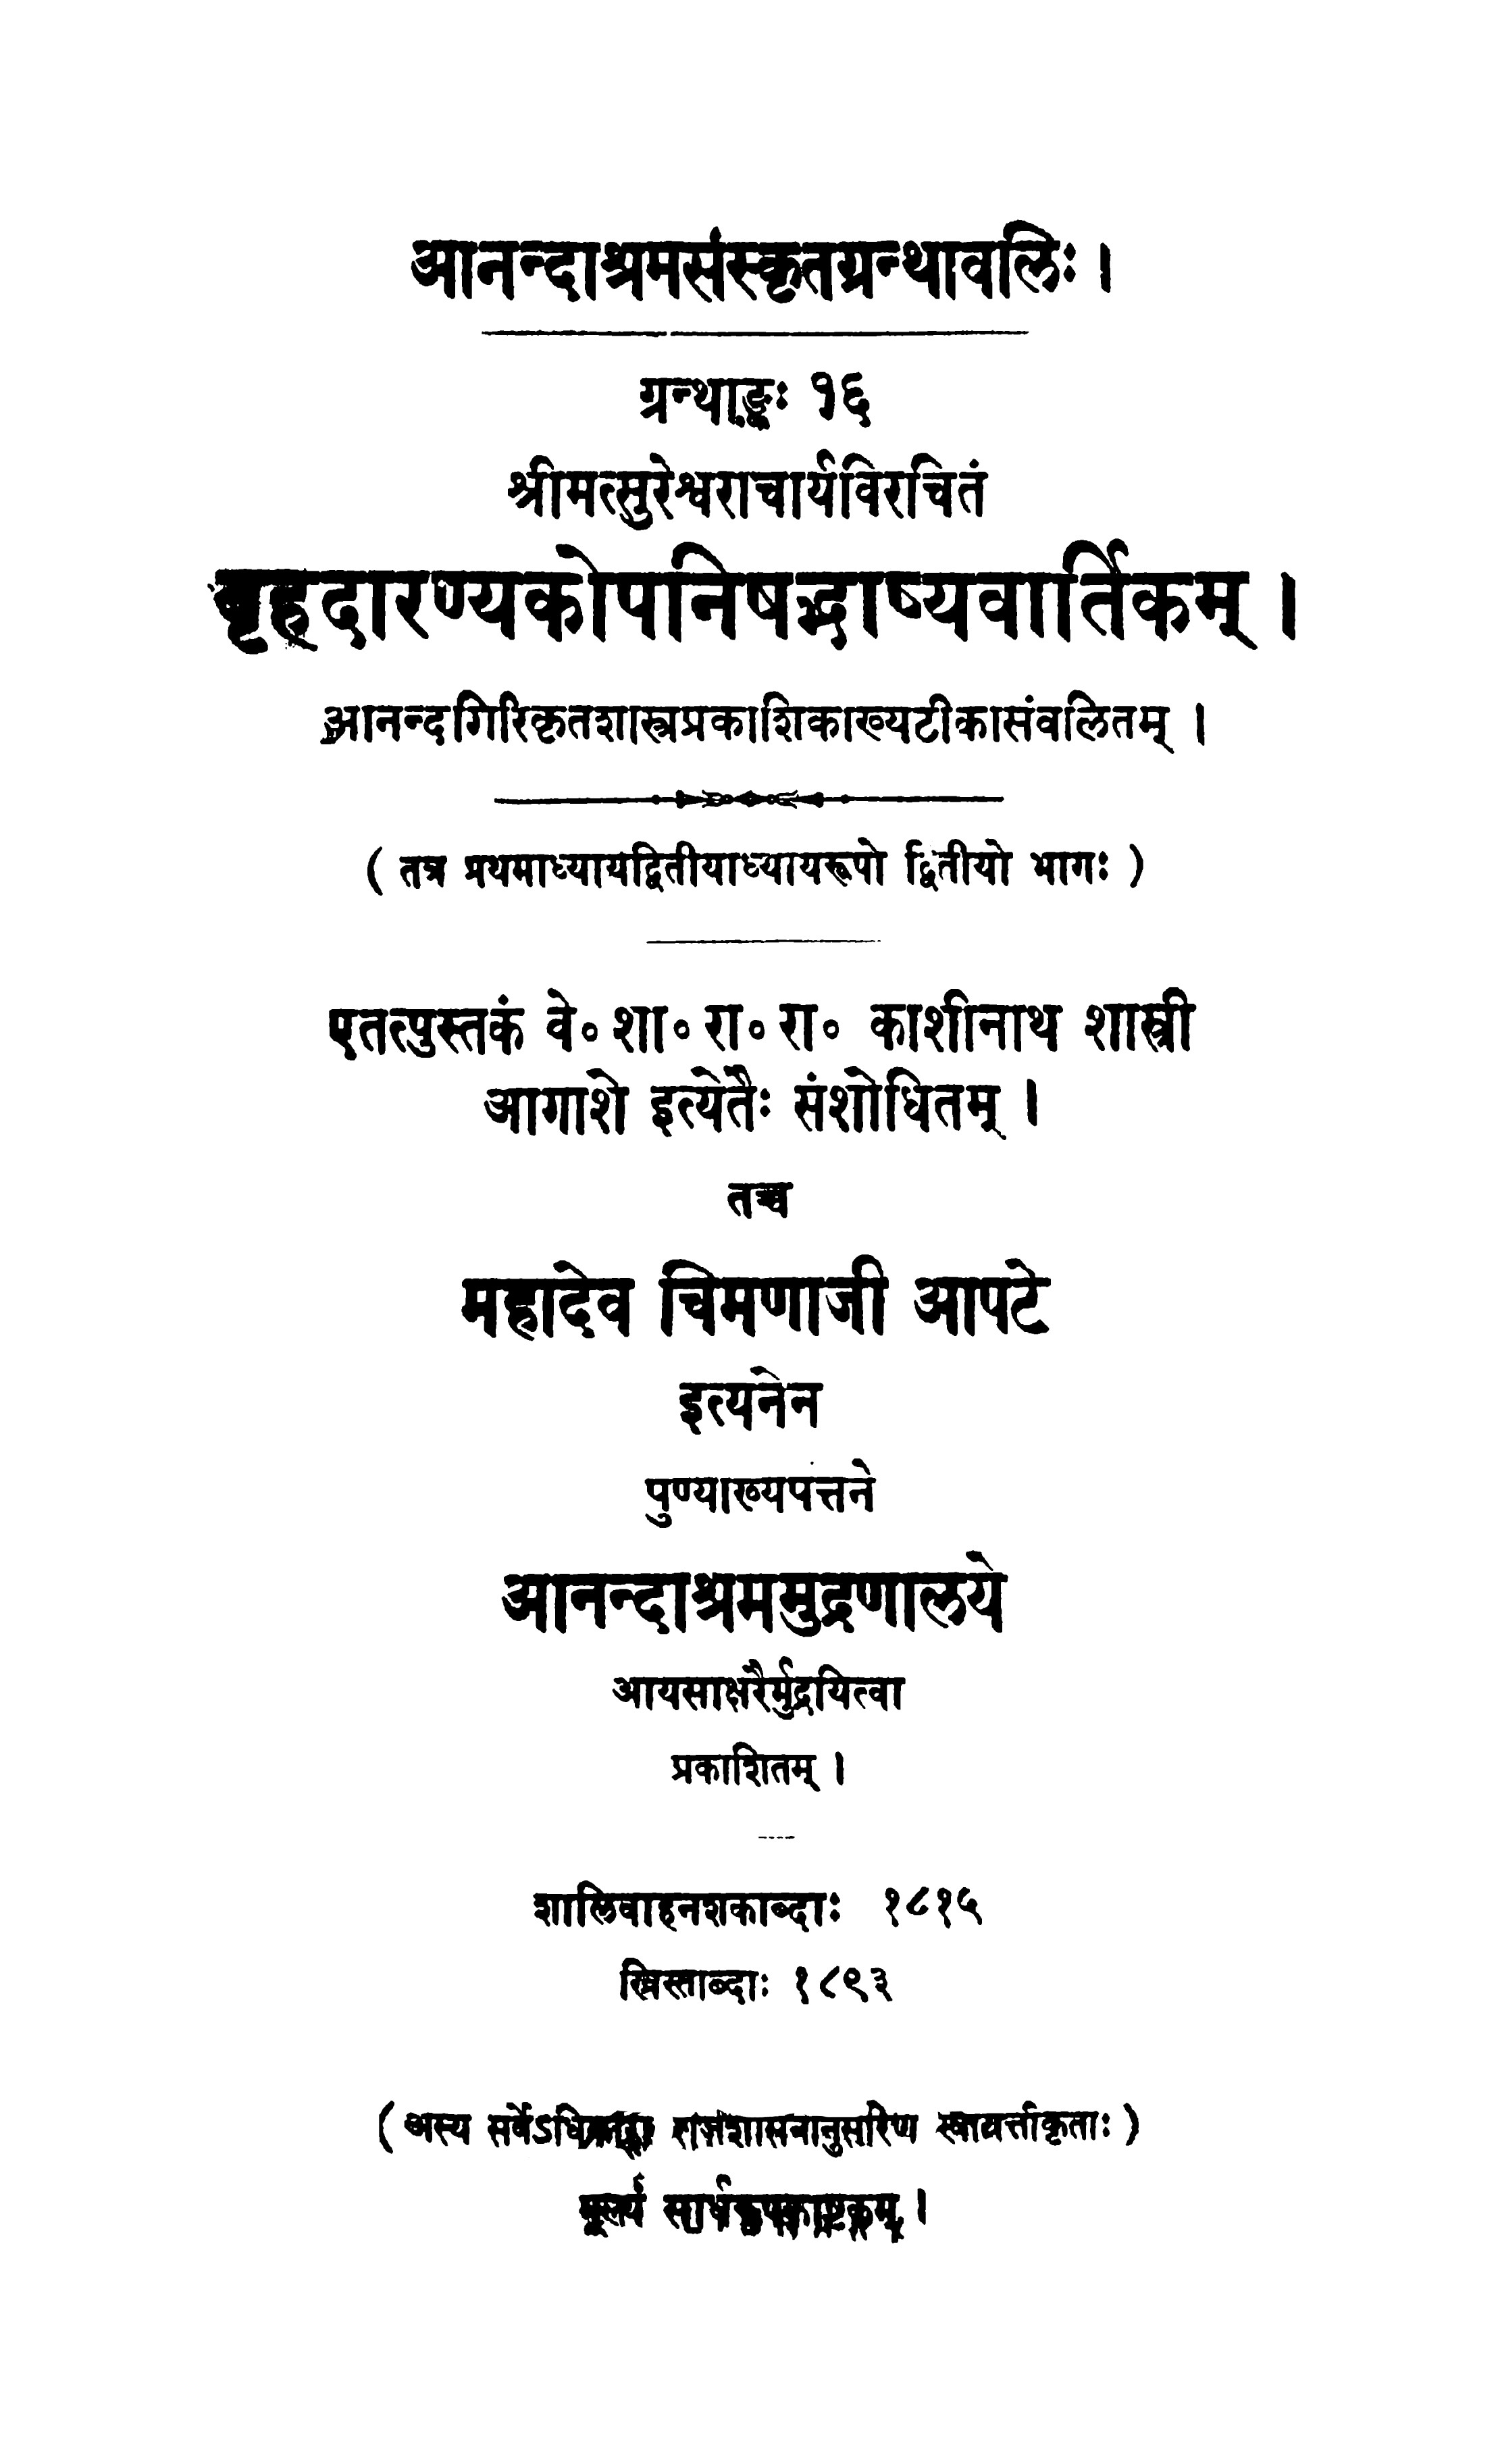 आनन्दाश्रमसंस्कृतग्रन्थावलिः ।
ग्रन्थाङ्कः १६
श्रीमत्सुरेश्वराचार्यविरचितं
बृहदारण्यकोपनिषद्भाष्यवार्तिकम् ।
आनन्दगिरिकृतशास्त्रप्रकाशिकाख्यटीकासंवलितम् ।
( तत्र प्रथमाध्यायद्वितीयाध्यायरूपो द्वितीयो भागः )
एतत्पुस्तकं वे० शा० रा० रा० काशीनाथ शास्त्री
आगाशे इत्येतैः संशोधितम् ।
तच्च
महादेव चिमणाजी आपटे
इत्यनेन
पुण्याख्यपत्तने
आनन्दाश्रममुद्रणालये
आयसाक्षरैर्मुद्रयित्वा
प्रकाशितम् ।
शालिवाहनशकाब्दाः १८१५
ख्रिस्ताब्दाः १८९३
( अस्य सर्वेऽधिकारा राजशासनानुसारेण स्वायत्तीकृताः )
मूल्यं सार्धरूपकाष्टकम् ।